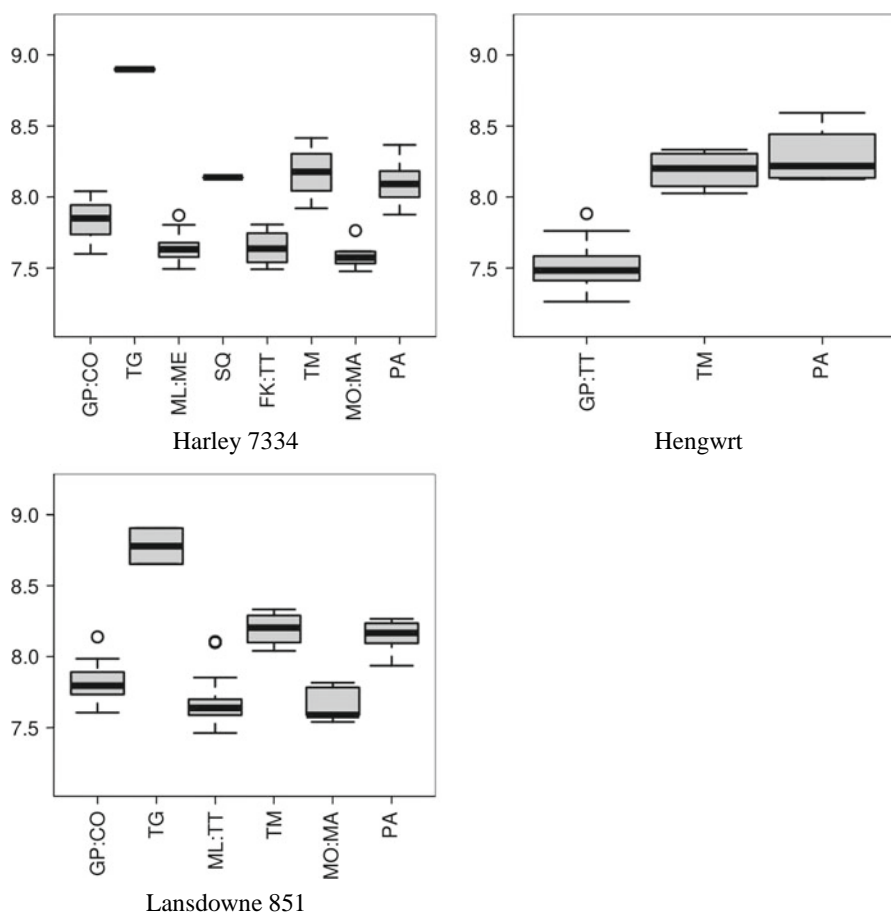 9.0
8.5
8.0
7.5
GP:CO
TG
ML:ME
SQ
FK:TT
TM
MO:MA
PA
Harley 7334
9.0
8.5
8.0
7.5
GP:TT
TM
PA
Hengwrt
9.0
8.5
8.0
7.5
GP:CO
TG
ML:TT
TM
MO:MA
PA
Lansdowne 851